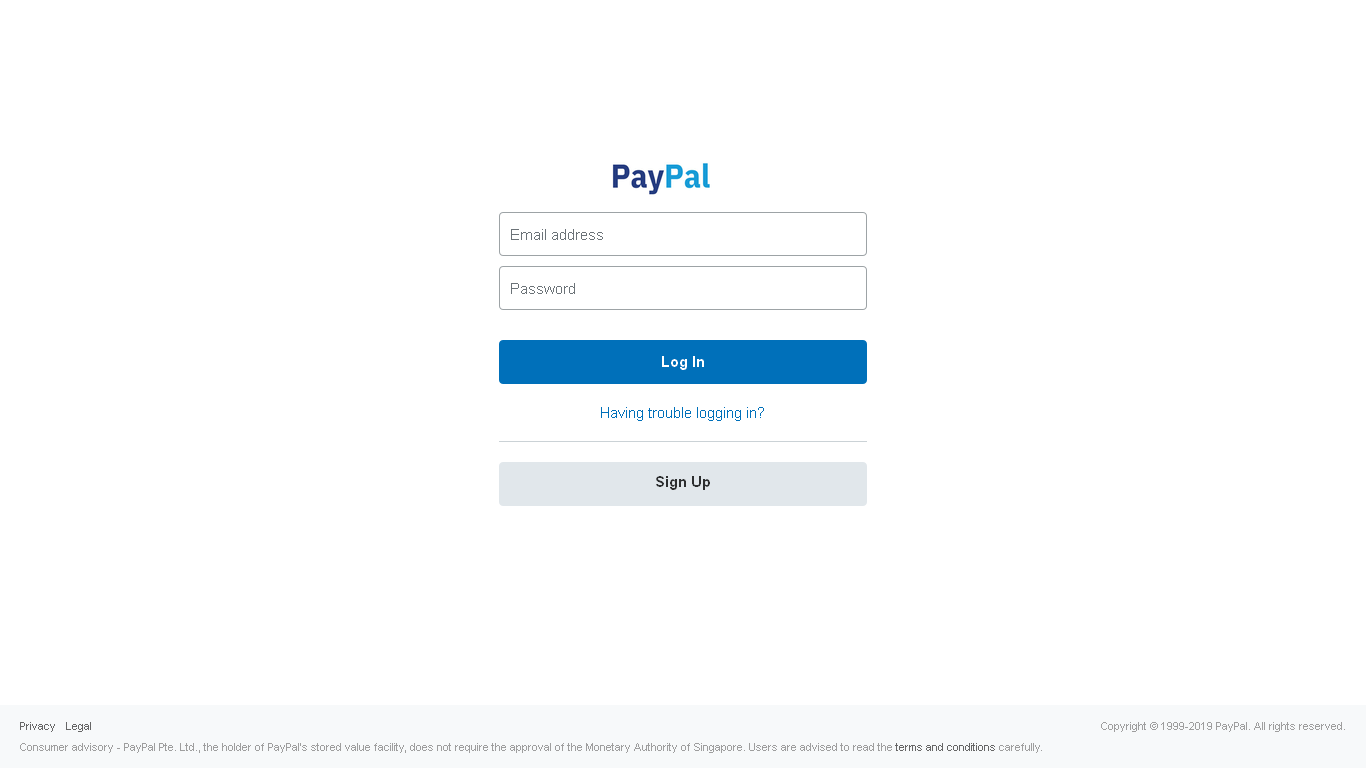 PayPal
Email address
Password
Log In
Having trouble logging in?
Sign Up
Privacy Legal
Copyright © 1999-2019 PayPal. All rights reserved.
Consumer advisory - PayPal Pte. Ltd., the holder of PayPal's stored value facility, does not require the approval of the Monetary Authority of Singapore. Users are advised to read the terms and conditions carefully.